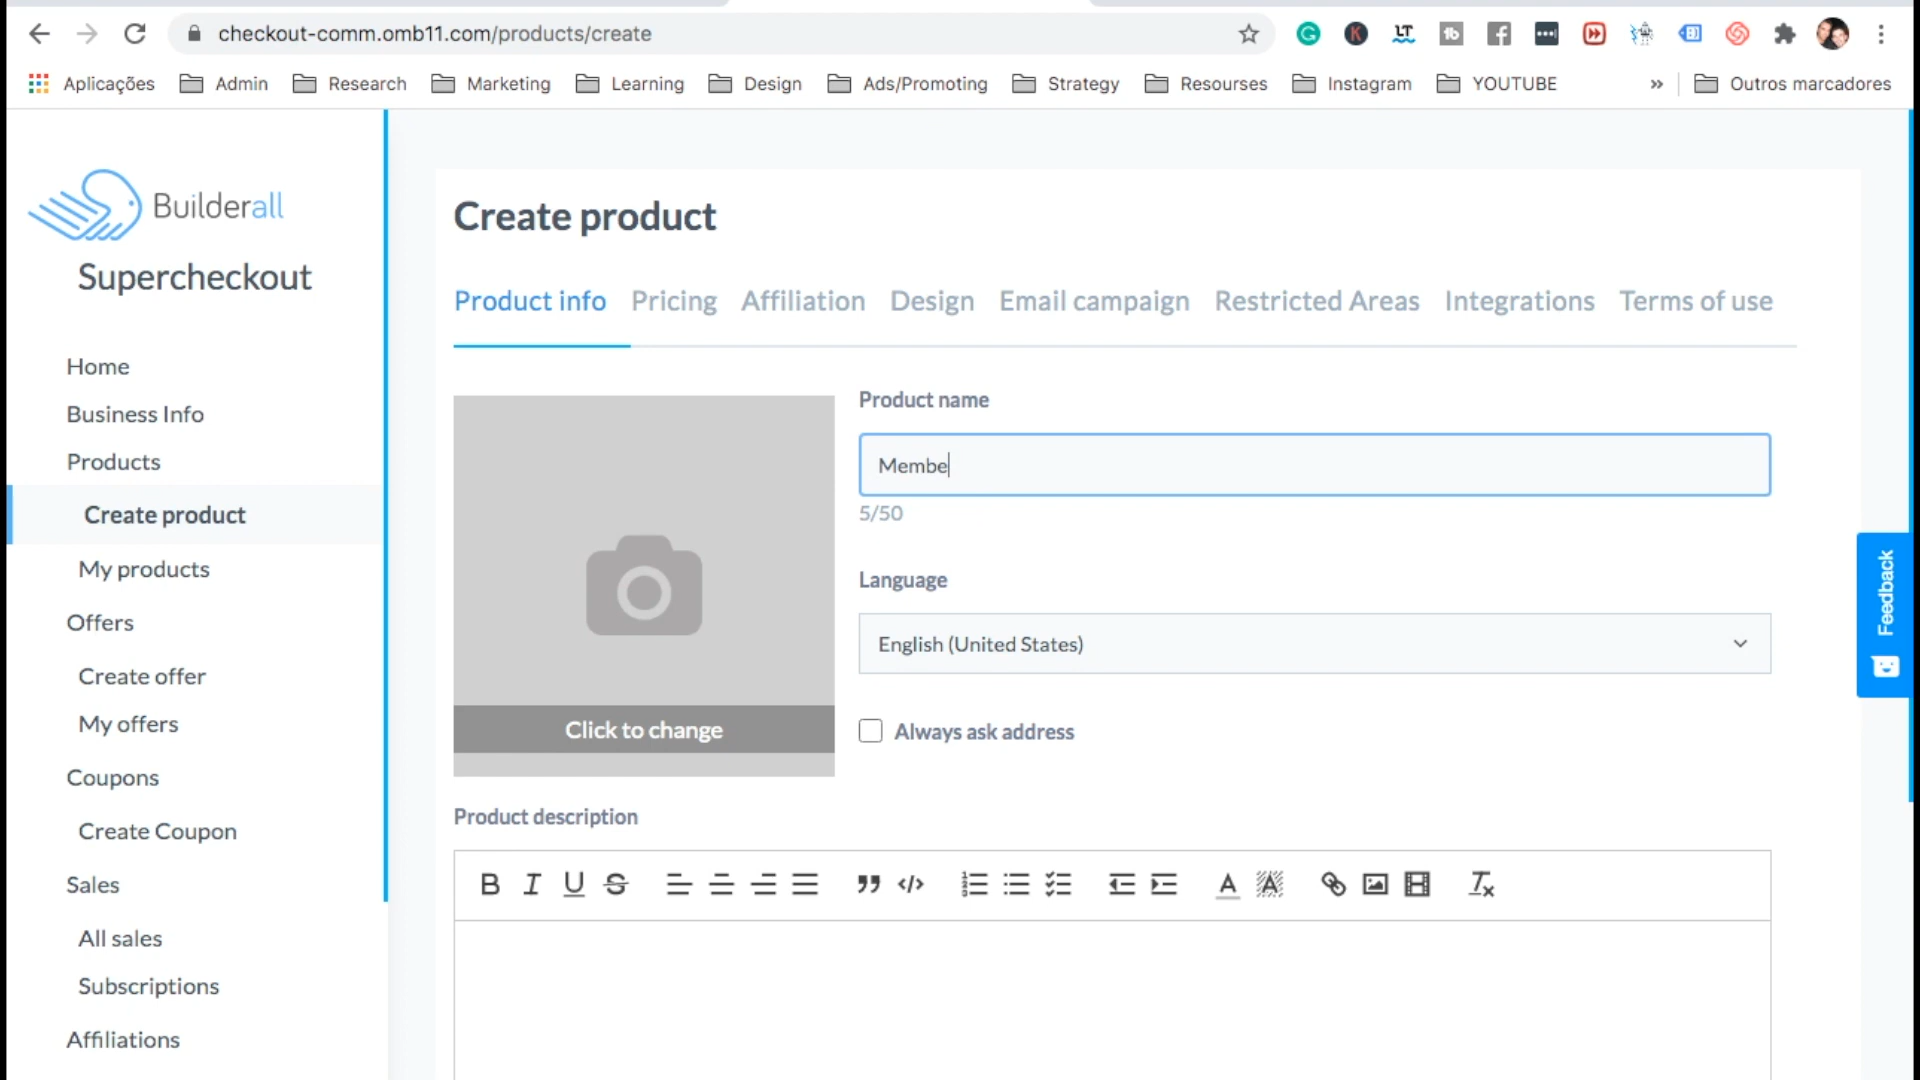 checkout-comm.omb11.com/products/create
Aplicações Admin Research Marketing Learning Design Ads/Promoting Strategy Resourses Instagram YOUTUBE » Outros marcadores
Builderall
Supercheckout
Home
Business Info
Products
Create product
My products
Offers
Create offer
My offers
Coupons
Create Coupon
Sales
All sales
Subscriptions
Affiliations
Create product
Product info Pricing Affiliation Design Email campaign Restricted Areas Integrations Terms of use
Click to change
Product name
Membe
5/50
Language
English (United States)
Always ask address
Product description
Feedback